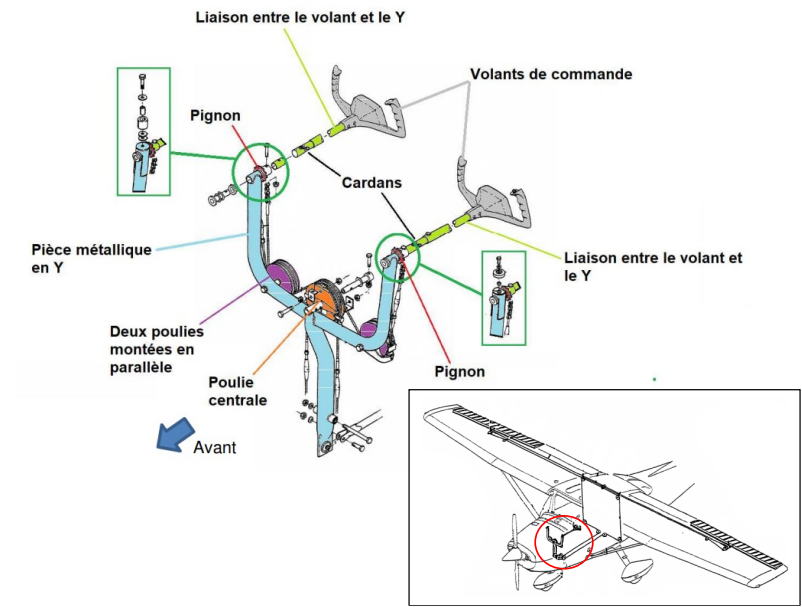 Liaison entre le volant et le Y
Volants de commande
Pignon
Cardans
Pièce métallique
en Y
Liaison entre le volant et
le Y
Deux poulies
montées en
parallèle
Pignon
Poulie
centrale
Avant